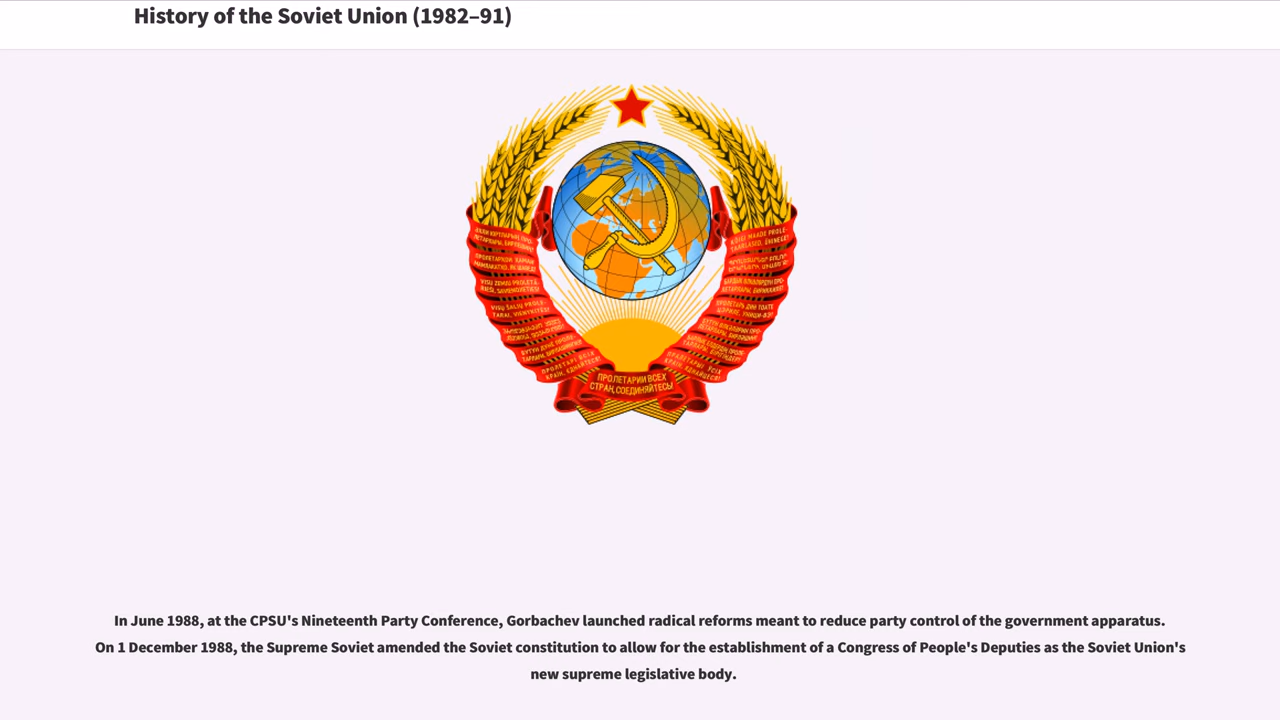 History of the Soviet Union (1982–91)
ПРОЛЕТАРИИ ВСЕХ
СТРАН, СОЕДИНЯЙТЕСЬ!
In June 1988, at the CPSU's Nineteenth Party Conference, Gorbachev launched radical reforms meant to reduce party control of the government apparatus.
On 1 December 1988, the Supreme Soviet amended the Soviet constitution to allow for the establishment of a Congress of People's Deputies as the Soviet Union's
new supreme legislative body.